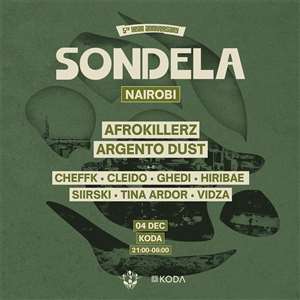 SONDELA
NAIROBI
AFROKILLERZ
ARGENTO DUST
CHEFFK • CLEIDO • GHEDI • HIRIBAE
SIIRSKI • TINA ARDOR • VIDZA
04 DEC
KODA
21:00-06:00
KODA